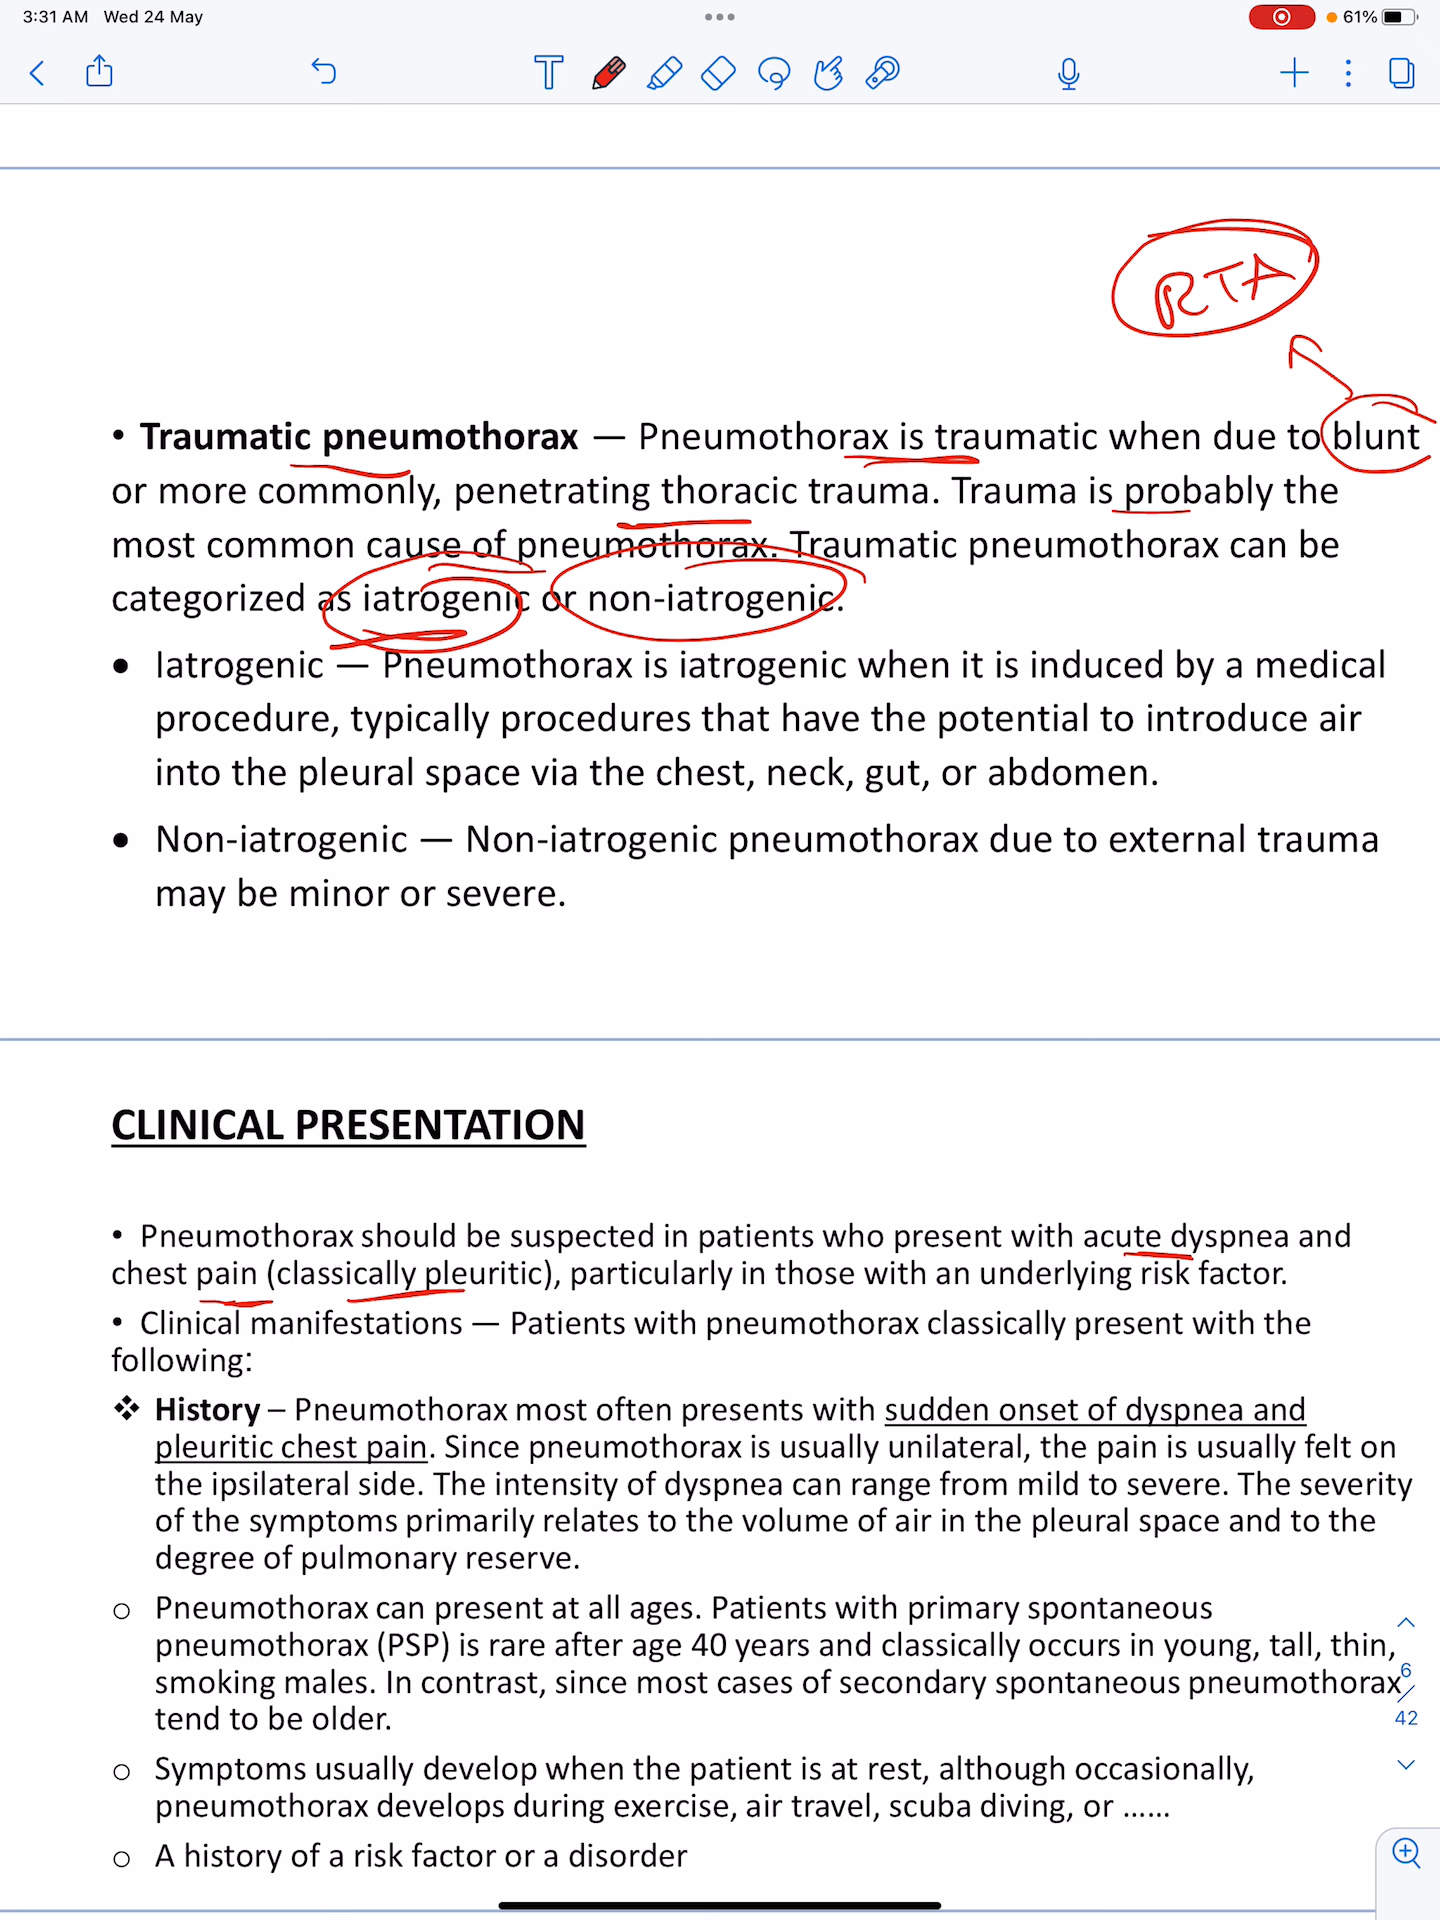 3:31 AM Wed 24 May
61%
RTA
• Traumatic pneumothorax — Pneumothorax is traumatic when due to blunt
or more commonly, penetrating thoracic trauma. Trauma is probably the
most common cause of pneumothorax. Traumatic pneumothorax can be
categorized as iatrogenic or non-iatrogenic.
• Iatrogenic — Pneumothorax is iatrogenic when it is induced by a medical
procedure, typically procedures that have the potential to introduce air
into the pleural space via the chest, neck, gut, or abdomen.
• Non-iatrogenic — Non-iatrogenic pneumothorax due to external trauma
may be minor or severe.
CLINICAL PRESENTATION
• Pneumothorax should be suspected in patients who present with acute dyspnea and
chest pain (classically pleuritic), particularly in those with an underlying risk factor.
• Clinical manifestations — Patients with pneumothorax classically present with the
following:
❖ History – Pneumothorax most often presents with sudden onset of dyspnea and
pleuritic chest pain. Since pneumothorax is usually unilateral, the pain is usually felt on
the ipsilateral side. The intensity of dyspnea can range from mild to severe. The severity
of the symptoms primarily relates to the volume of air in the pleural space and to the
degree of pulmonary reserve.
o Pneumothorax can present at all ages. Patients with primary spontaneous
pneumothorax (PSP) is rare after age 40 years and classically occurs in young, tall, thin,
smoking males. In contrast, since most cases of secondary spontaneous pneumothorax
tend to be older.
o Symptoms usually develop when the patient is at rest, although occasionally,
pneumothorax develops during exercise, air travel, scuba diving, or ......
o A history of a risk factor or a disorder
6
/
42